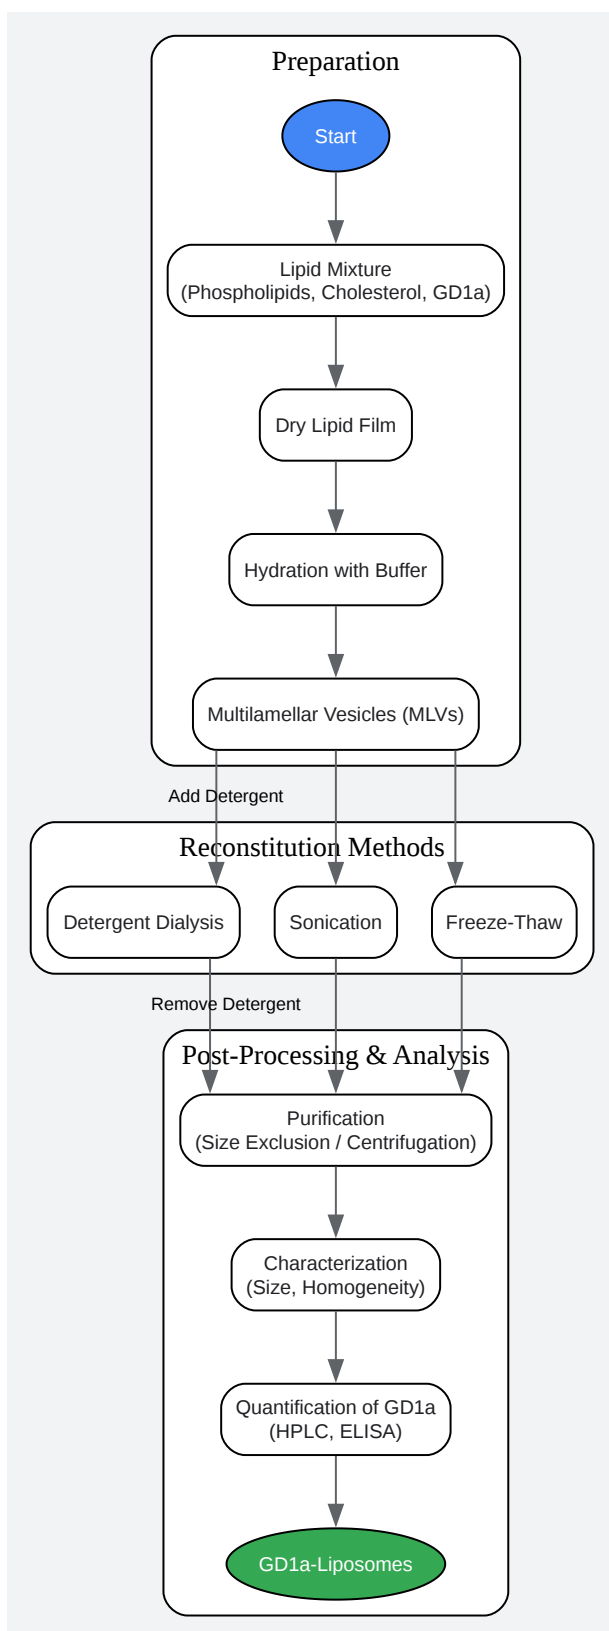 Preparation
Start
Lipid Mixture
(Phospholipids, Cholesterol, GD1a)
Dry Lipid Film
Hydration with Buffer
Multilamellar Vesicles (MLVs)
Add Detergent
Reconstitution Methods
Detergent Dialysis
Sonication
Freeze-Thaw
Remove Detergent
Post-Processing & Analysis
Purification
(Size Exclusion / Centrifugation)
Characterization
(Size, Homogeneity)
Quantification of GD1a
(HPLC, ELISA)
GD1a-Liposomes